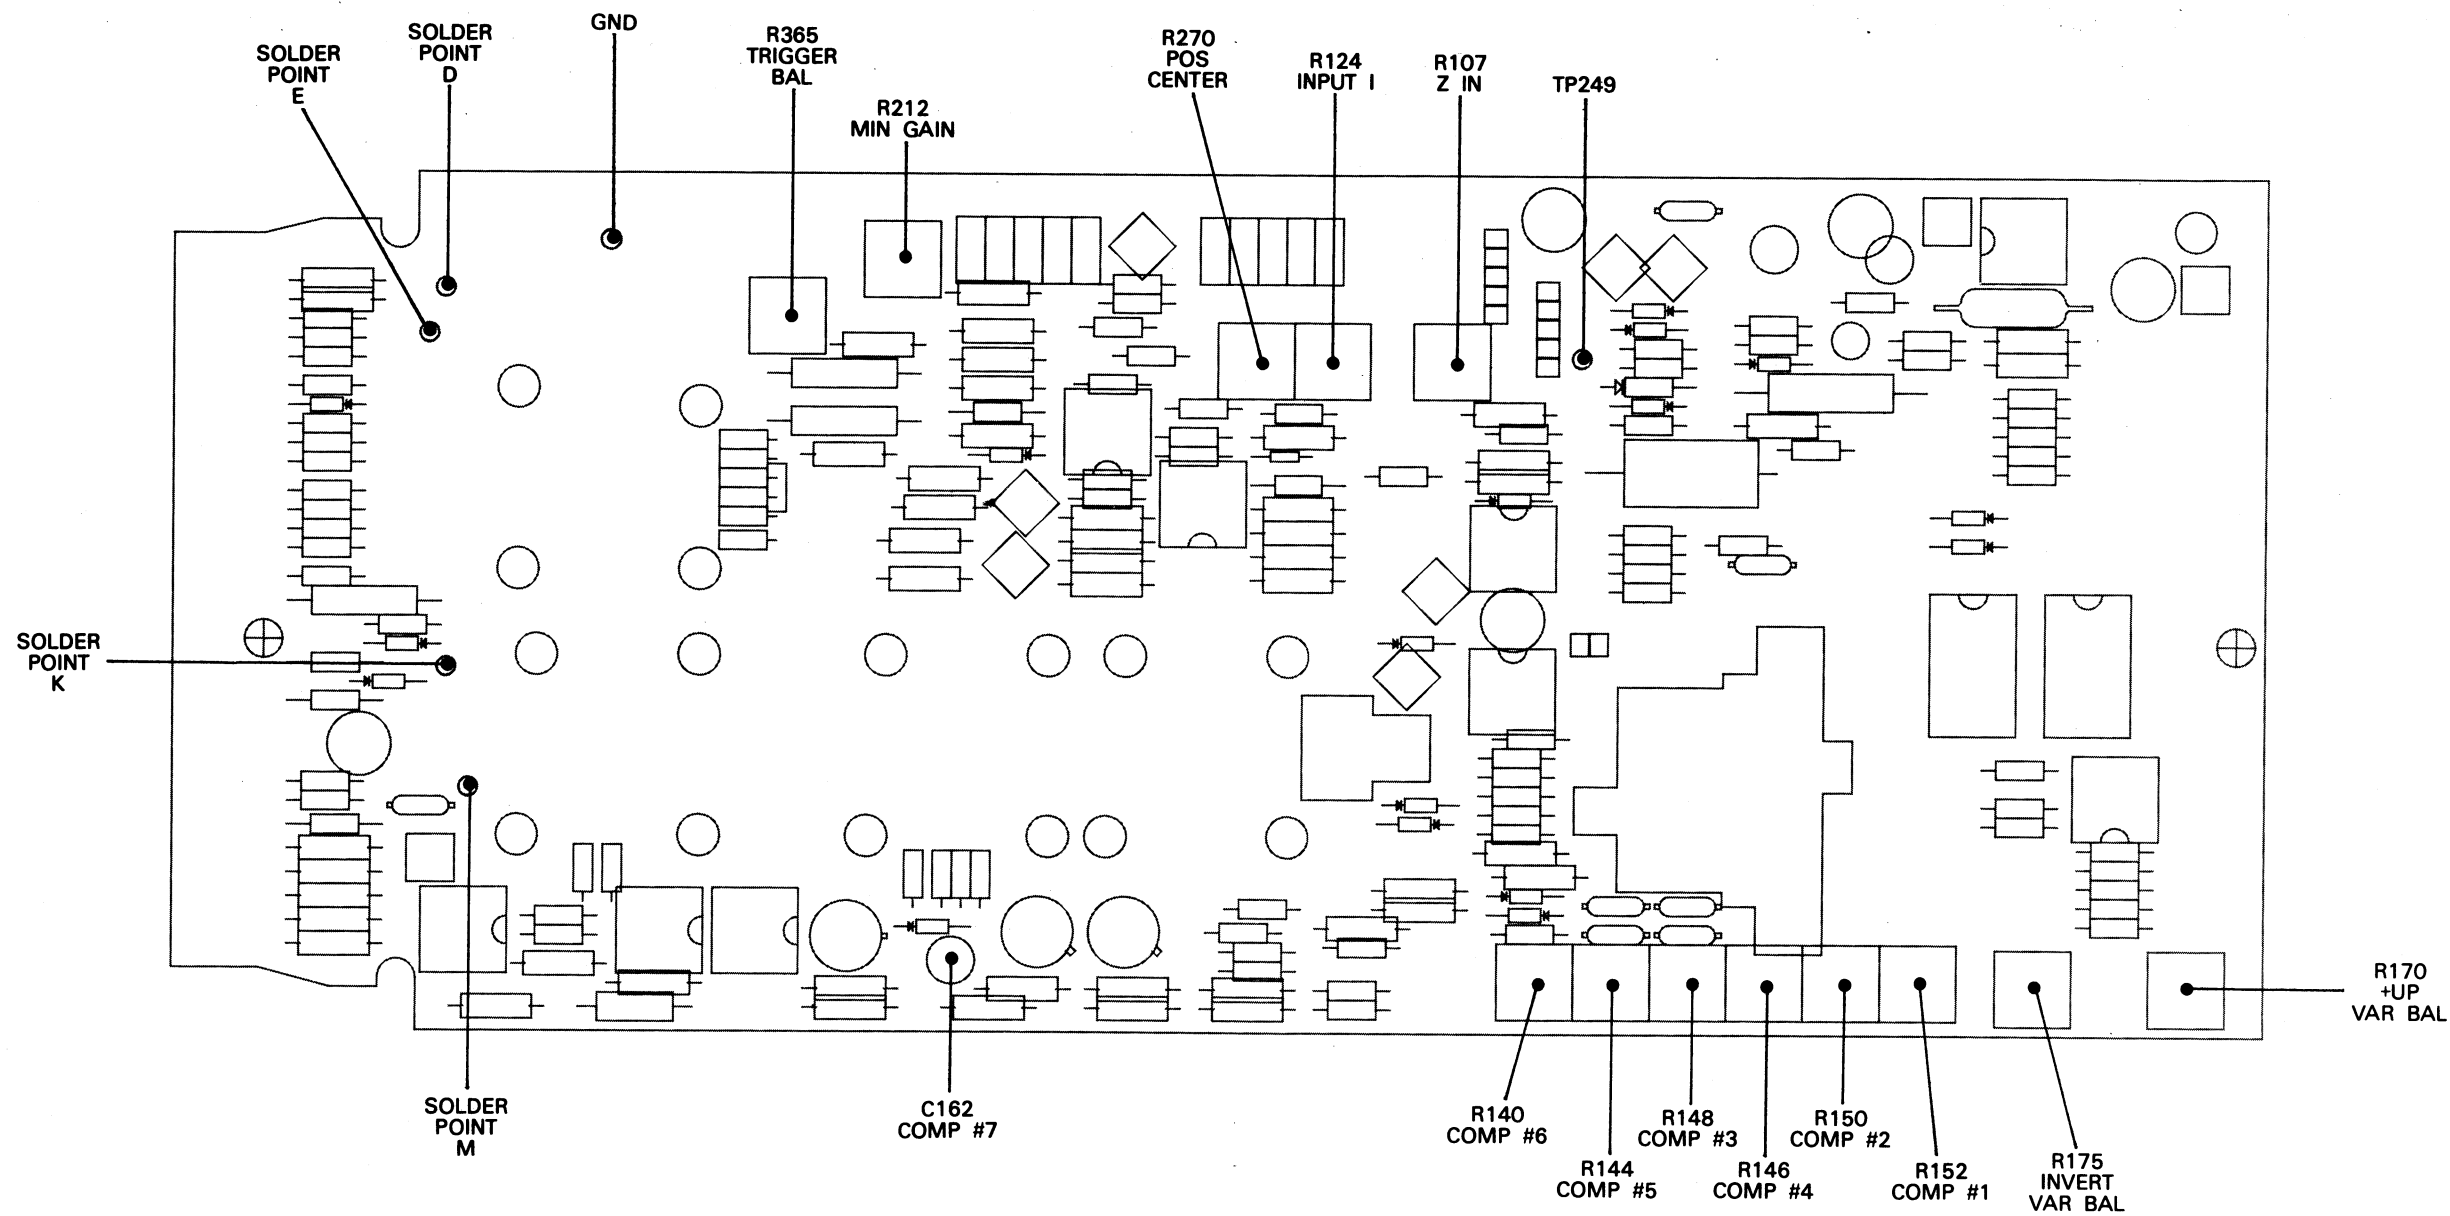 SOLDER
POINT
E
SOLDER
POINT
D
GND
R365
TRIGGER
BAL
R212
MIN GAIN
R270
POS
CENTER
R124
INPUT I
R107
Z IN
TP249
SOLDER
POINT
K
SOLDER
POINT
M
C162
COMP #7
R140
COMP #6
R144
COMP #5
R148
COMP #3
R146
COMP #4
R150
COMP #2
R152
COMP #1
R175
INVERT
VAR BAL
R170
+UP
VAR BAL